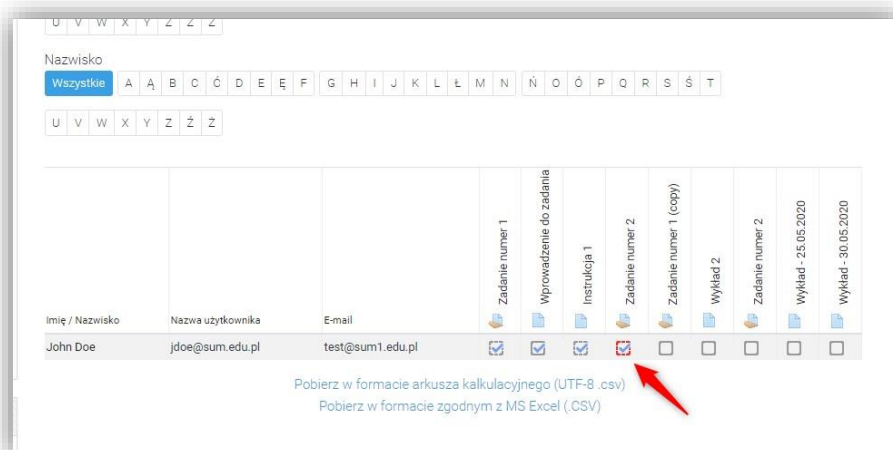 U V W X Y Z Ź Ż
Nazwisko
Wszystkie A Ą B C Ć D E Ę F G H I J K L Ł M N Ń O Ó P Q R S Ś T
U V W X Y Z Ź Ż
Imię / Nazwisko Nazwa użytkownika E-mail Zadanie numer 1 Wprowadzenie do zadania Instrukcja 1 Zadanie numer 2 Zadanie numer 1 (copy) Wykład 2 Zadanie numer 2 Wykład - 25.05.2020 Wykład - 30.05.2020
John Doe jdoe@sum.edu.pl test@sum1.edu.pl
Pobierz w formacie arkusza kalkulacyjnego (UTF-8 .csv)
Pobierz w formacie zgodnym z MS Excel (.CSV)